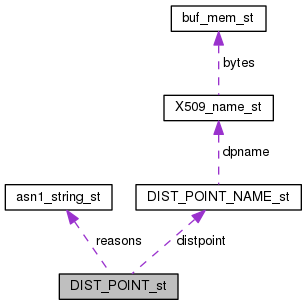 buf_mem_st
bytes
X509_name_st
dpname
asn1_string_st
DIST_POINT_NAME_st
reasons
distpoint
DIST_POINT_st